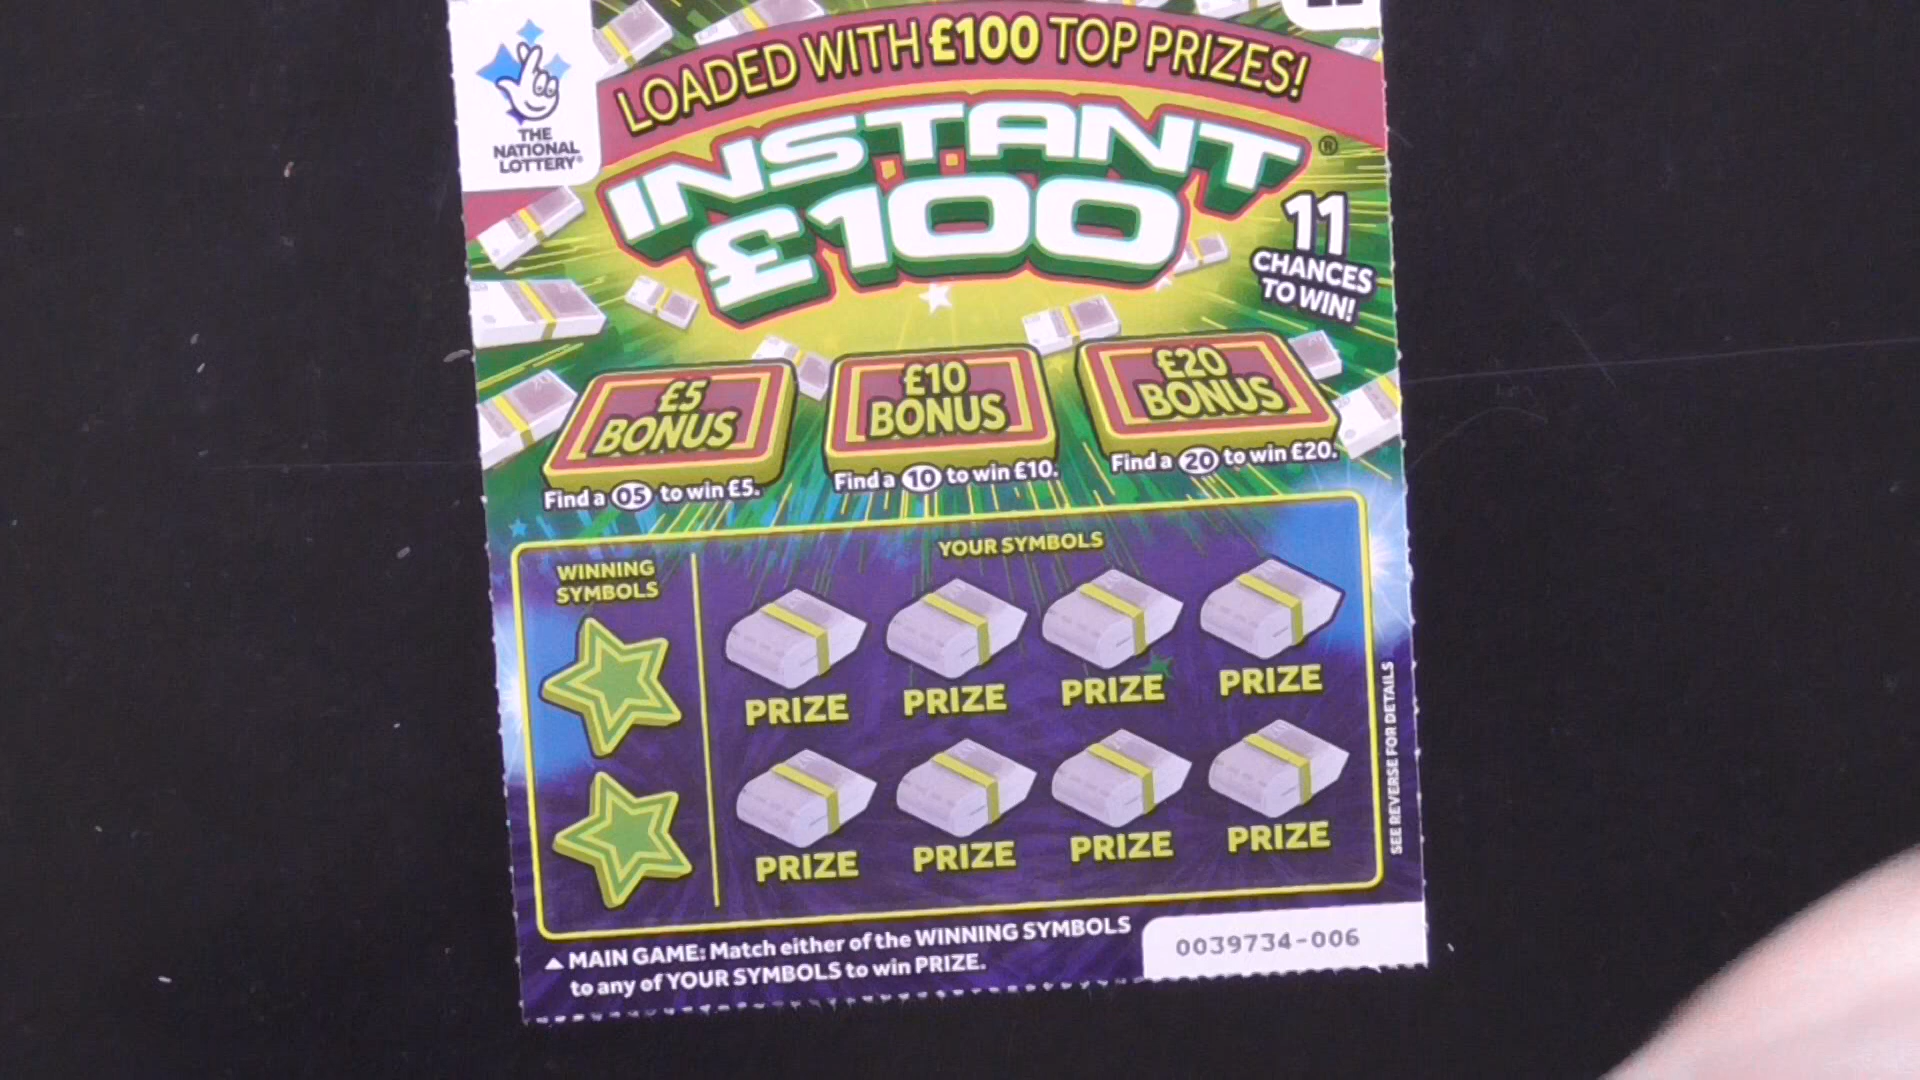 LOADED WITH £100 TOP PRIZES!
THE
NATIONAL
LOTTERY®
INSTANT
£100
®
11
CHANCES
TO WIN!
£5
BONUS
Find a 05 to win £5.
£10
BONUS
Find a 10 to win £10.
£20
BONUS
Find a 20 to win £20.
WINNING
SYMBOLS
YOUR SYMBOLS
PRIZE PRIZE PRIZE PRIZE
PRIZE PRIZE PRIZE PRIZE
SEE REVERSE FOR DETAILS
▲ MAIN GAME: Match either of the WINNING SYMBOLS
to any of YOUR SYMBOLS to win PRIZE.
0039734-006